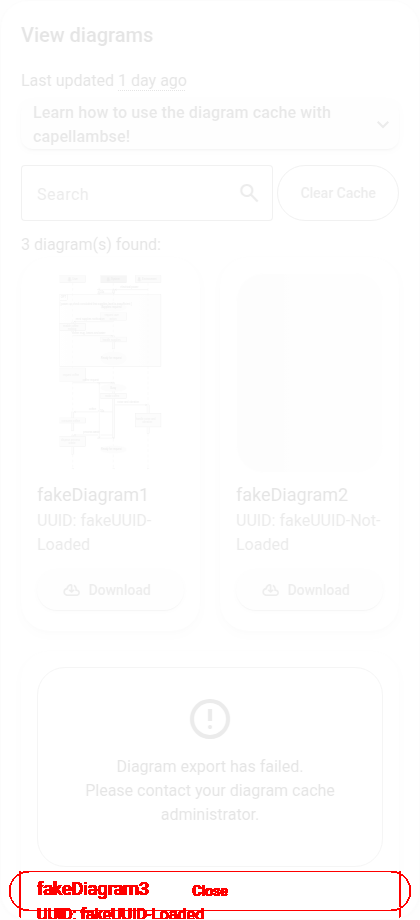 View diagrams
Last updated 1 day ago
Learn how to use the diagram cache with
capellambse!
Search
Clear Cache
3 diagram(s) found:
fakeDiagram1
UUID: fakeUUID-
Loaded
Download
fakeDiagram2
UUID: fakeUUID-Not-
Loaded
Download
Diagram export has failed.
Please contact your diagram cache
administrator.
fakeDiagram3
Close
UUID: fakeUUID-Loaded